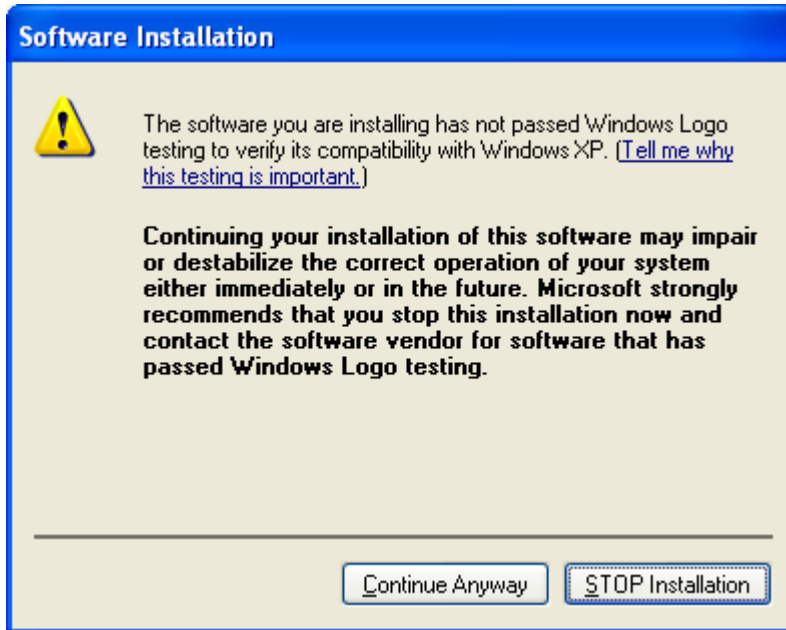 Software Installation
The software you are installing has not passed Windows Logo
testing to verify its compatibility with Windows XP. (Tell me why
this testing is important.)
Continuing your installation of this software may impair
or destabilize the correct operation of your system
either immediately or in the future. Microsoft strongly
recommends that you stop this installation now and
contact the software vendor for software that has
passed Windows Logo testing.
Continue Anyway
STOP Installation